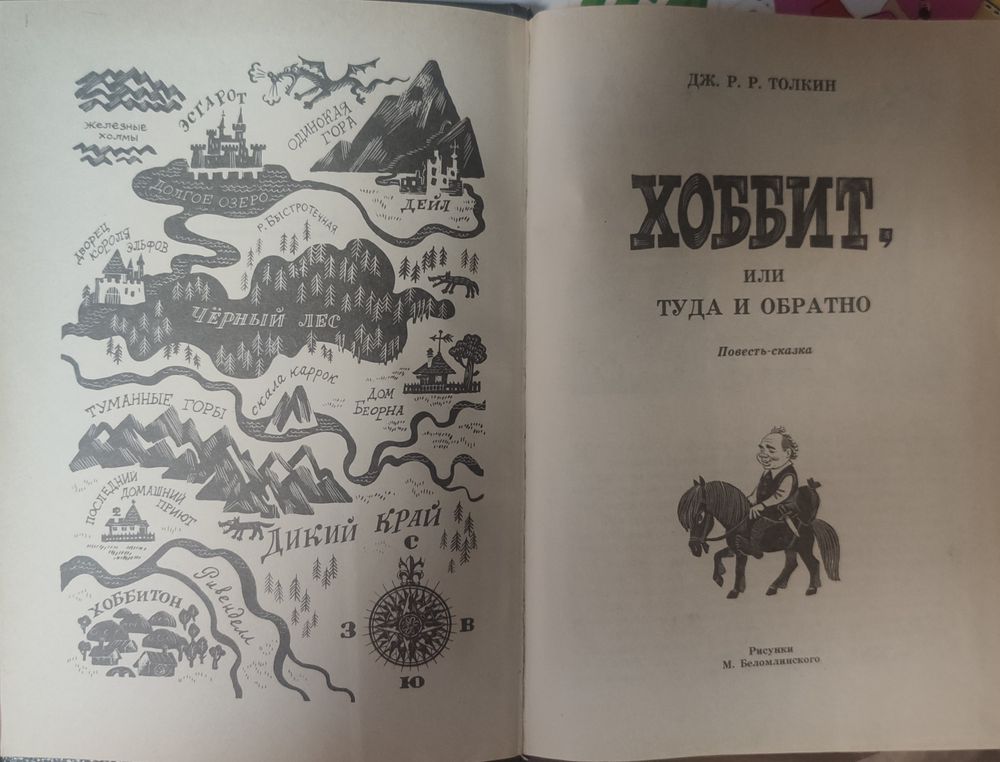 Железные
холмы
ЭСГАРОТ
ОДИНОКАЯ
ГОРА
ДОЛГОЕ ОЗЕРО
ДЕЙЛ
р. Быстротечная
ДВОРЕЦ
КОРОЛЯ
ЭЛЬФОВ
ЧЁРНЫЙ ЛЕС
скала каррок
ДОМ
БЕОРНА
ТУМАННЫЕ ГОРЫ
ПОСЛЕДНИЙ
ДОМАШНИЙ
ПРИЮТ
ДИКИЙ КРАЙ
Ривенделл
ХОББИТОН
С
З
В
Ю
ДЖ. Р. Р. ТОЛКИН
ХОББИТ,
ИЛИ
ТУДА И ОБРАТНО
Повесть-сказка
Рисунки
М. Беломлинского